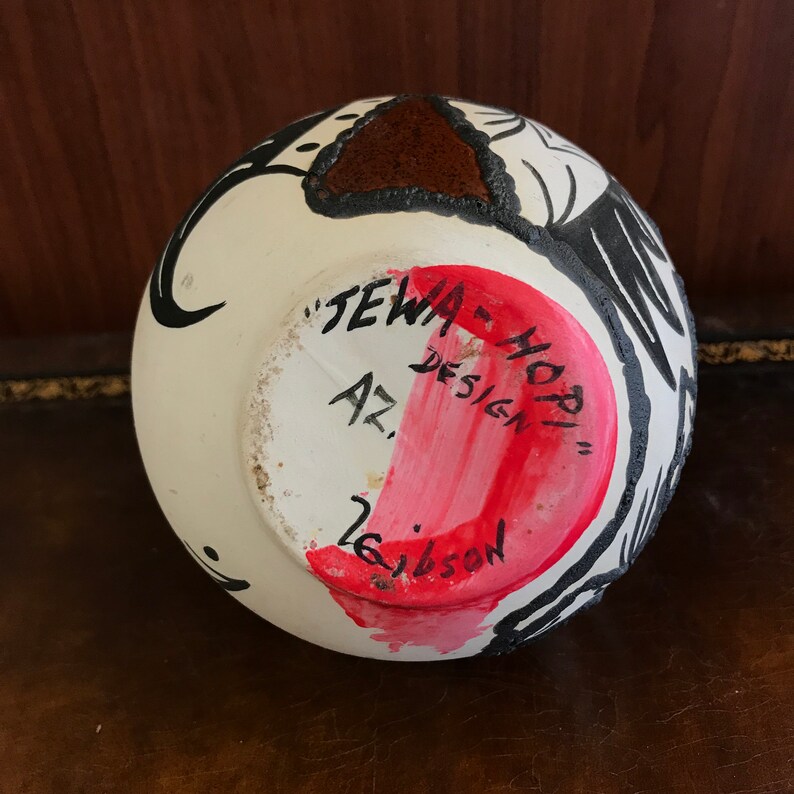 "TEWA-HOPI"
DESIGN
AZ.
Gibson